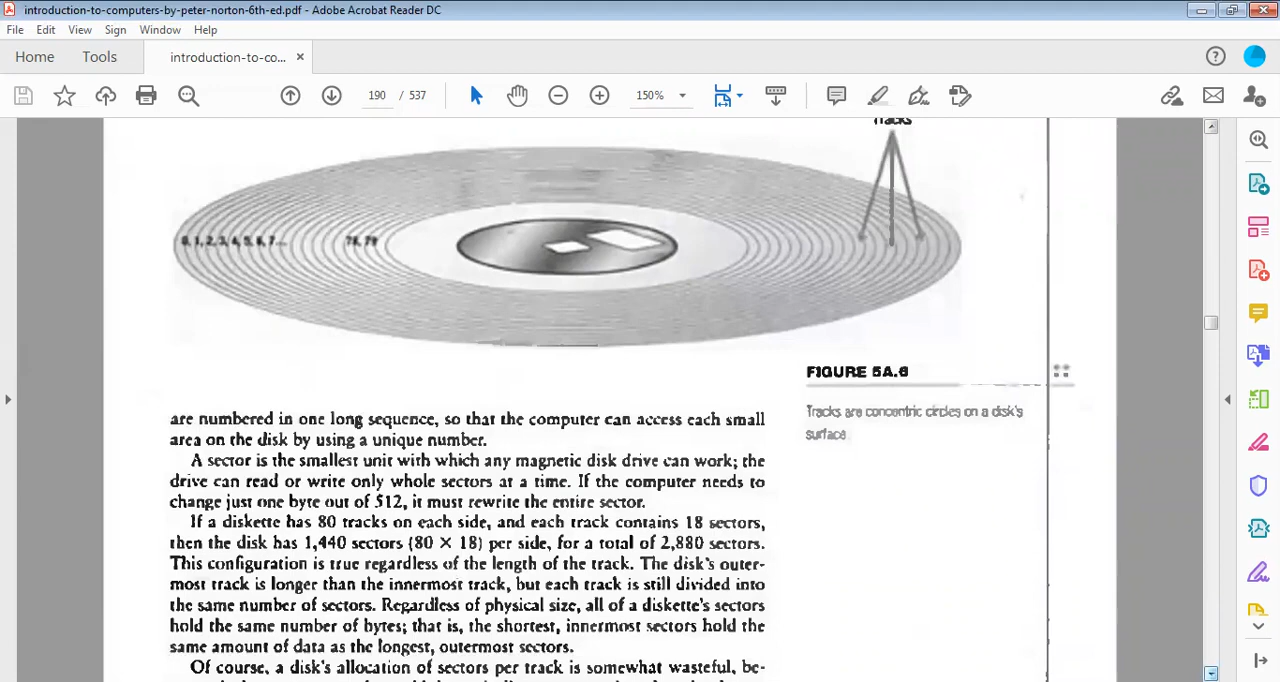 introduction-to-computers-by-peter-norton-6th-ed.pdf - Adobe Acrobat Reader DC
File Edit View Sign Window Help
Home Tools introduction-to-co... ×
190 / 537 150%
Tracks
0, 1, 2, 3, 4, 5, 6, 7... 78, 79
FIGURE 5A.6
Tracks are concentric circles on a disk's
surface
are numbered in one long sequence, so that the computer can access each small
area on the disk by using a unique number.
A sector is the smallest unit with which any magnetic disk drive can work; the
drive can read or write only whole sectors at a time. If the computer needs to
change just one byte out of 512, it must rewrite the entire sector.
If a diskette has 80 tracks on each side, and each track contains 18 sectors,
then the disk has 1,440 sectors (80 × 18) per side, for a total of 2,880 sectors.
This configuration is true regardless of the length of the track. The disk's outer-
most track is longer than the innermost track, but each track is still divided into
the same number of sectors. Regardless of physical size, all of a diskette's sectors
hold the same number of bytes; that is, the shortest, innermost sectors hold the
same amount of data as the longest, outermost sectors.
Of course, a disk's allocation of sectors per track is somewhat wasteful, be-